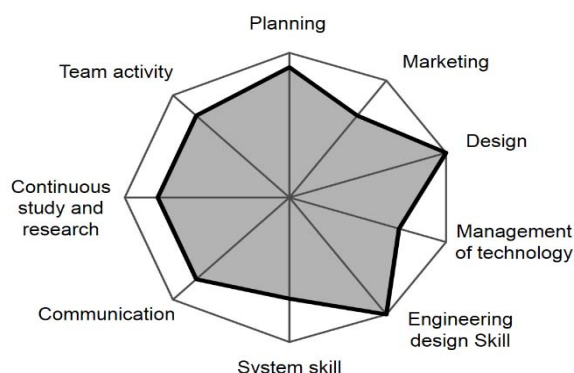 Planning
Marketing
Team activity
Design
Continuous
study and
research
Management
of technology
Communication
Engineering
design Skill
System skill